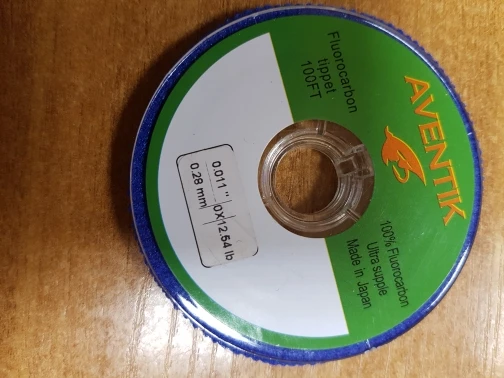 AVENTIK
Fluorocarbon
tippet
100FT
100% Fluorocarbon
Ultra supple
Made in Japan
0.011 " 0X 12.54 lb
0.28 mm